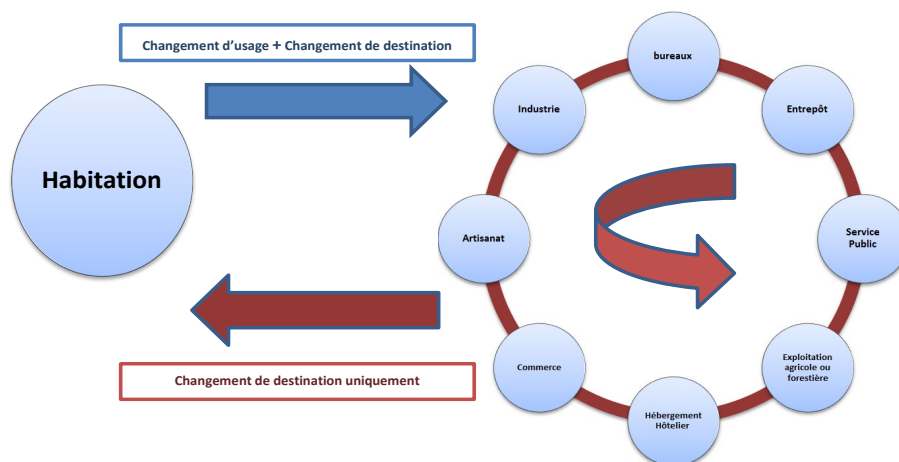 Changement d'usage + Changement de destination
Habitation
bureaux
Industrie
Entrepôt
Artisanat
Service
Public
Commerce
Exploitation
agricole ou
forestière
Hébergement
Hôtelier
Changement de destination uniquement